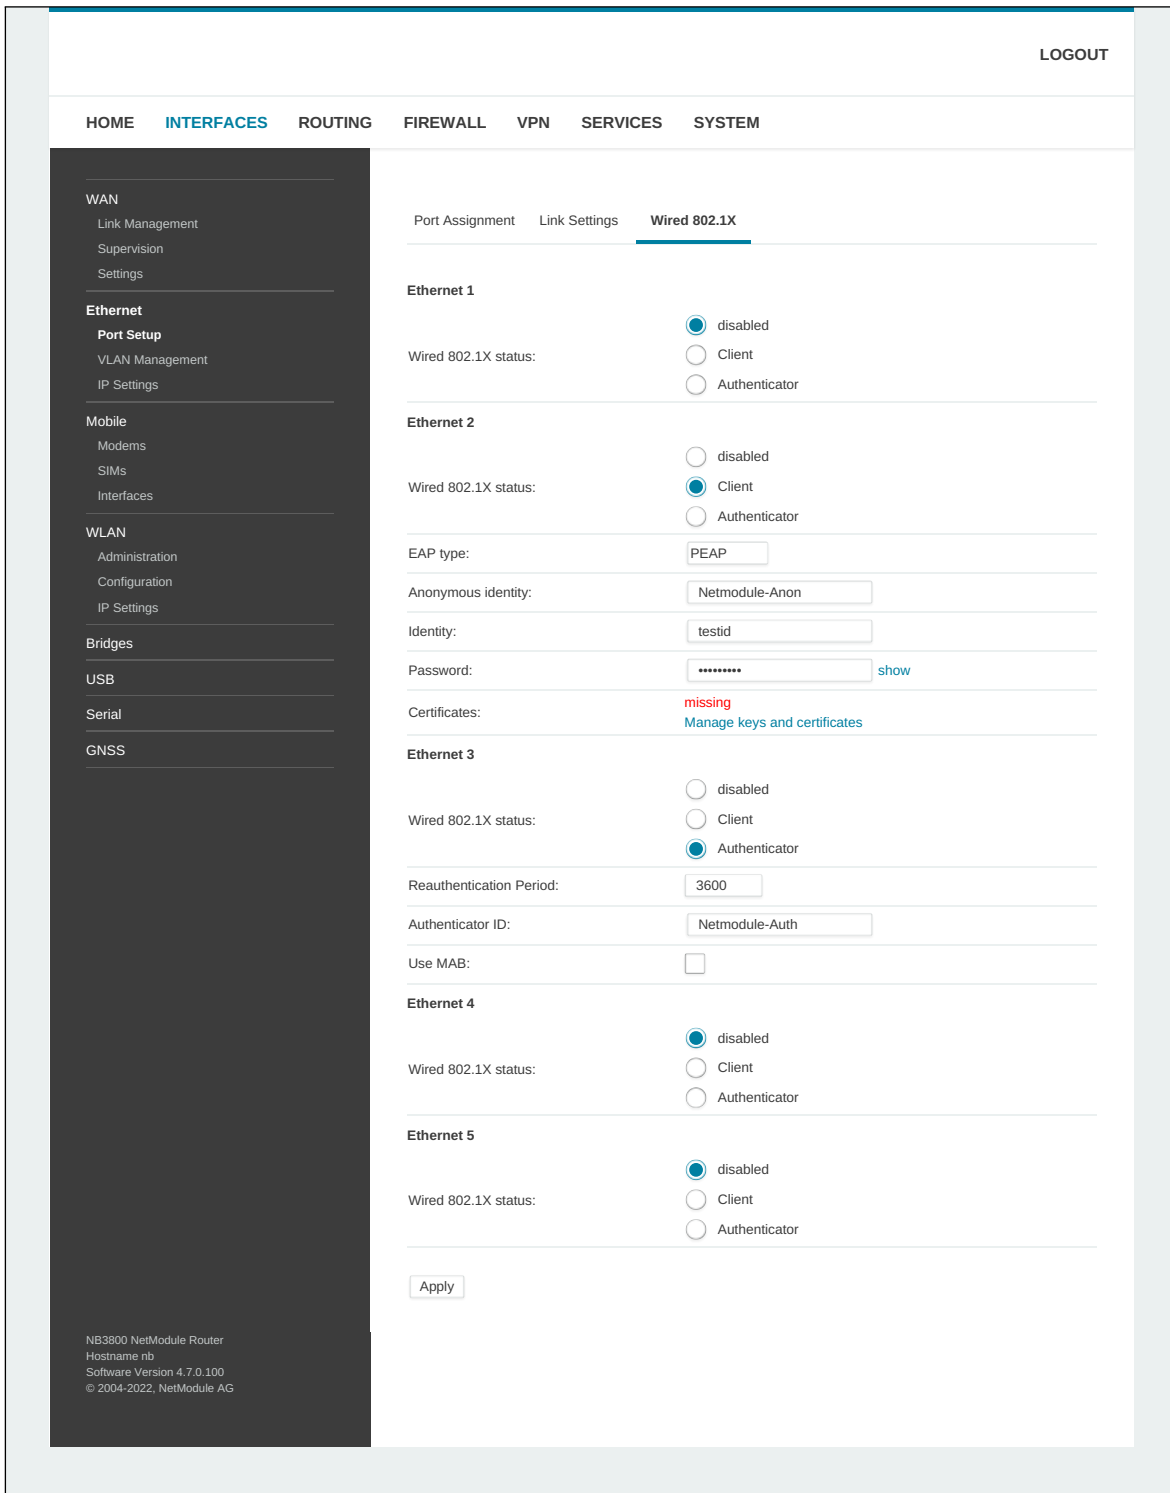 LOGOUT
HOME INTERFACES ROUTING FIREWALL VPN SERVICES SYSTEM
WAN
Link Management
Supervision
Settings
Ethernet
Port Setup
VLAN Management
IP Settings
Mobile
Modems
SIMs
Interfaces
WLAN
Administration
Configuration
IP Settings
Bridges
USB
Serial
GNSS
NB3800 NetModule Router
Hostname nb
Software Version 4.7.0.100
© 2004-2022, NetModule AG
Port Assignment Link Settings Wired 802.1X
Ethernet 1
Wired 802.1X status:
disabled
Client
Authenticator
Ethernet 2
Wired 802.1X status:
disabled
Client
Authenticator
EAP type: PEAP
Anonymous identity: Netmodule-Anon
Identity: testid
Password: ••••••••• show
Certificates:
missing
Manage keys and certificates
Ethernet 3
Wired 802.1X status:
disabled
Client
Authenticator
Reauthentication Period: 3600
Authenticator ID: Netmodule-Auth
Use MAB:
Ethernet 4
Wired 802.1X status:
disabled
Client
Authenticator
Ethernet 5
Wired 802.1X status:
disabled
Client
Authenticator
Apply